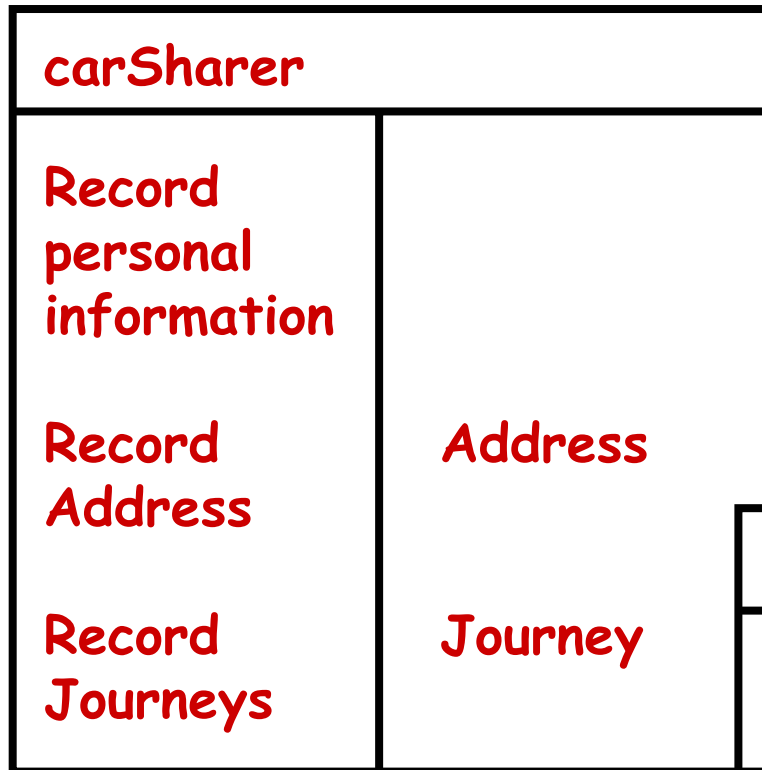 carSharer
Record
personal
information
Record
Address
Address
Record
Journeys
Journey